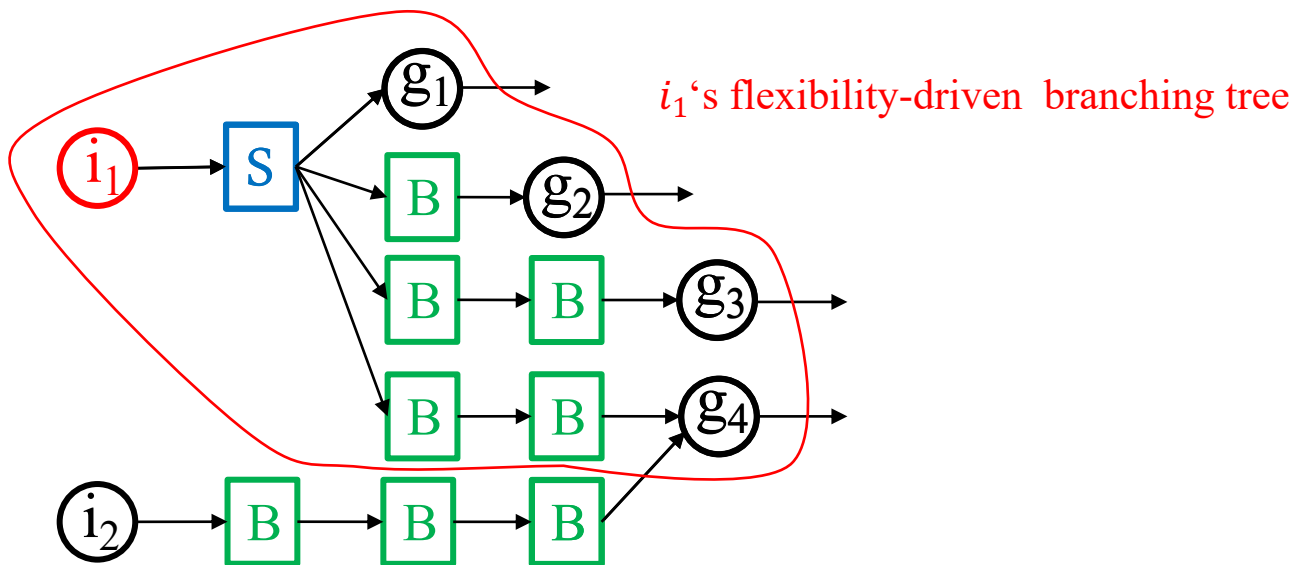 g₁
i₁'s flexibility-driven branching tree
i₁ S
B g₂
B B g₃
B B g₄
i₂ B B B